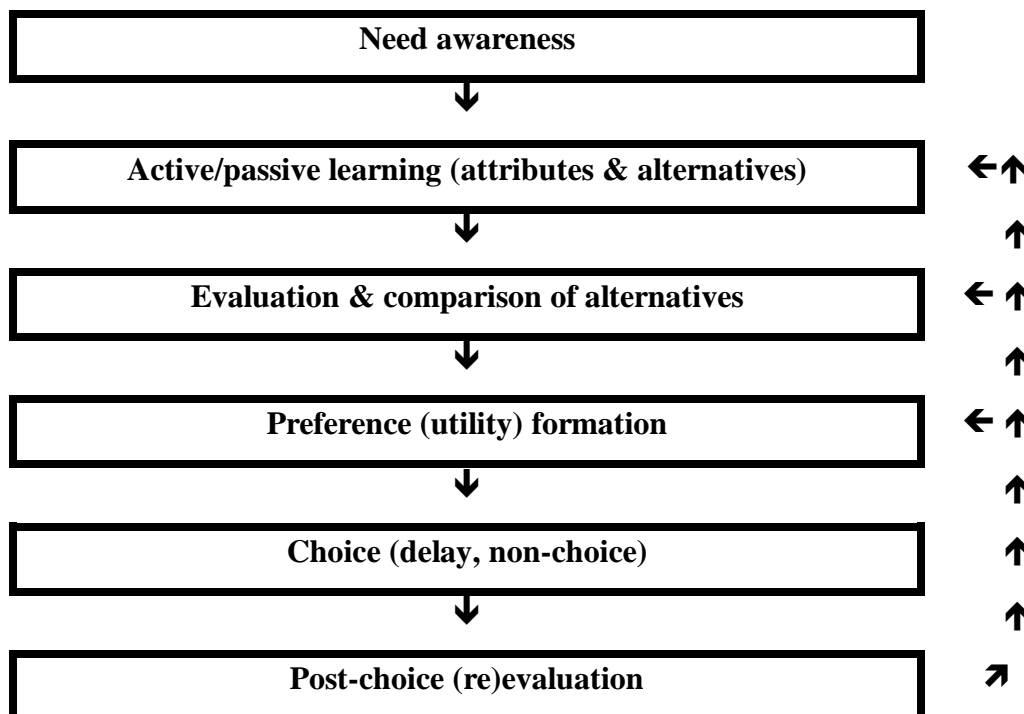 Need awareness
Active/passive learning (attributes & alternatives)
Evaluation & comparison of alternatives
Preference (utility) formation
Choice (delay, non-choice)
Post-choice (re)evaluation